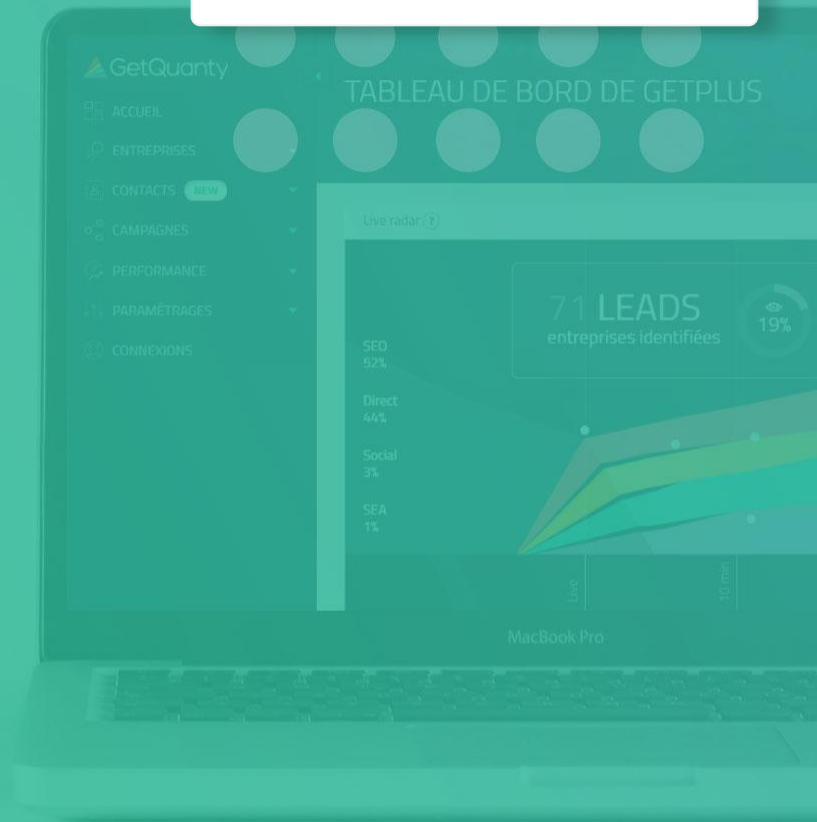 GetQuanty
TABLEAU DE BORD DE GETPLUS
ACCUEIL
ENTREPRISES
CONTACTS NEW
CAMPAGNES
PERFORMANCE
PARAMÉTRAGES
CONNEXIONS
Live radar ?
71 LEADS
entreprises identifiées
19%
SEO
52%
Direct
44%
Social
3%
SEA
1%
Live
10 min
MacBook Pro